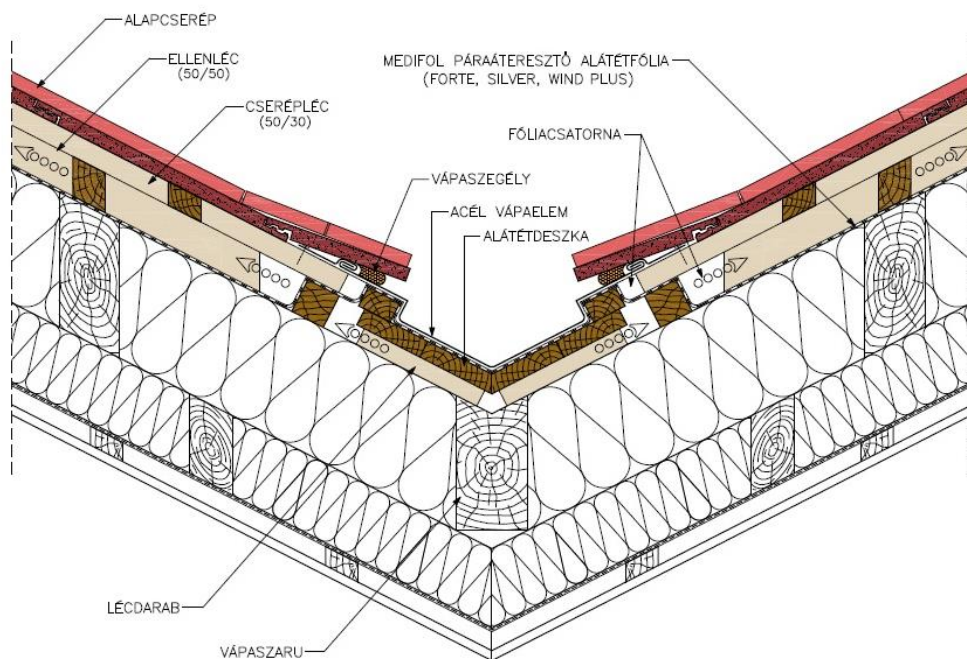 ALAPCSERÉP
ELLENLÉC
(50/50)
CSERÉPLÉC
(50/30)
VÁPASZEGÉLY
ACÉL VÁPAELEM
ALÁTÉTDESZKA
MEDIFOL PÁRAÁTERESZTŐ ALÁTÉTFÓLIA
(FORTE, SILVER, WIND PLUS)
FÓLIACSATORNA
LÉCDARAB
VÁPASZARU